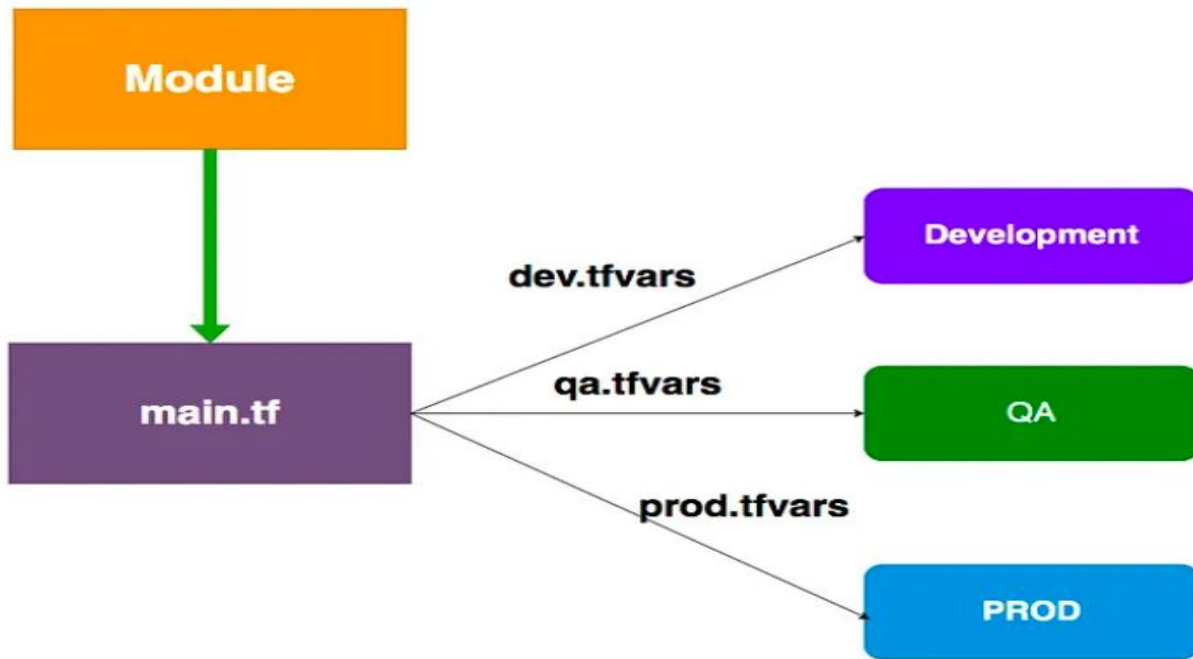 Module
main.tf
dev.tfvars
qa.tfvars
prod.tfvars
Development
QA
PROD